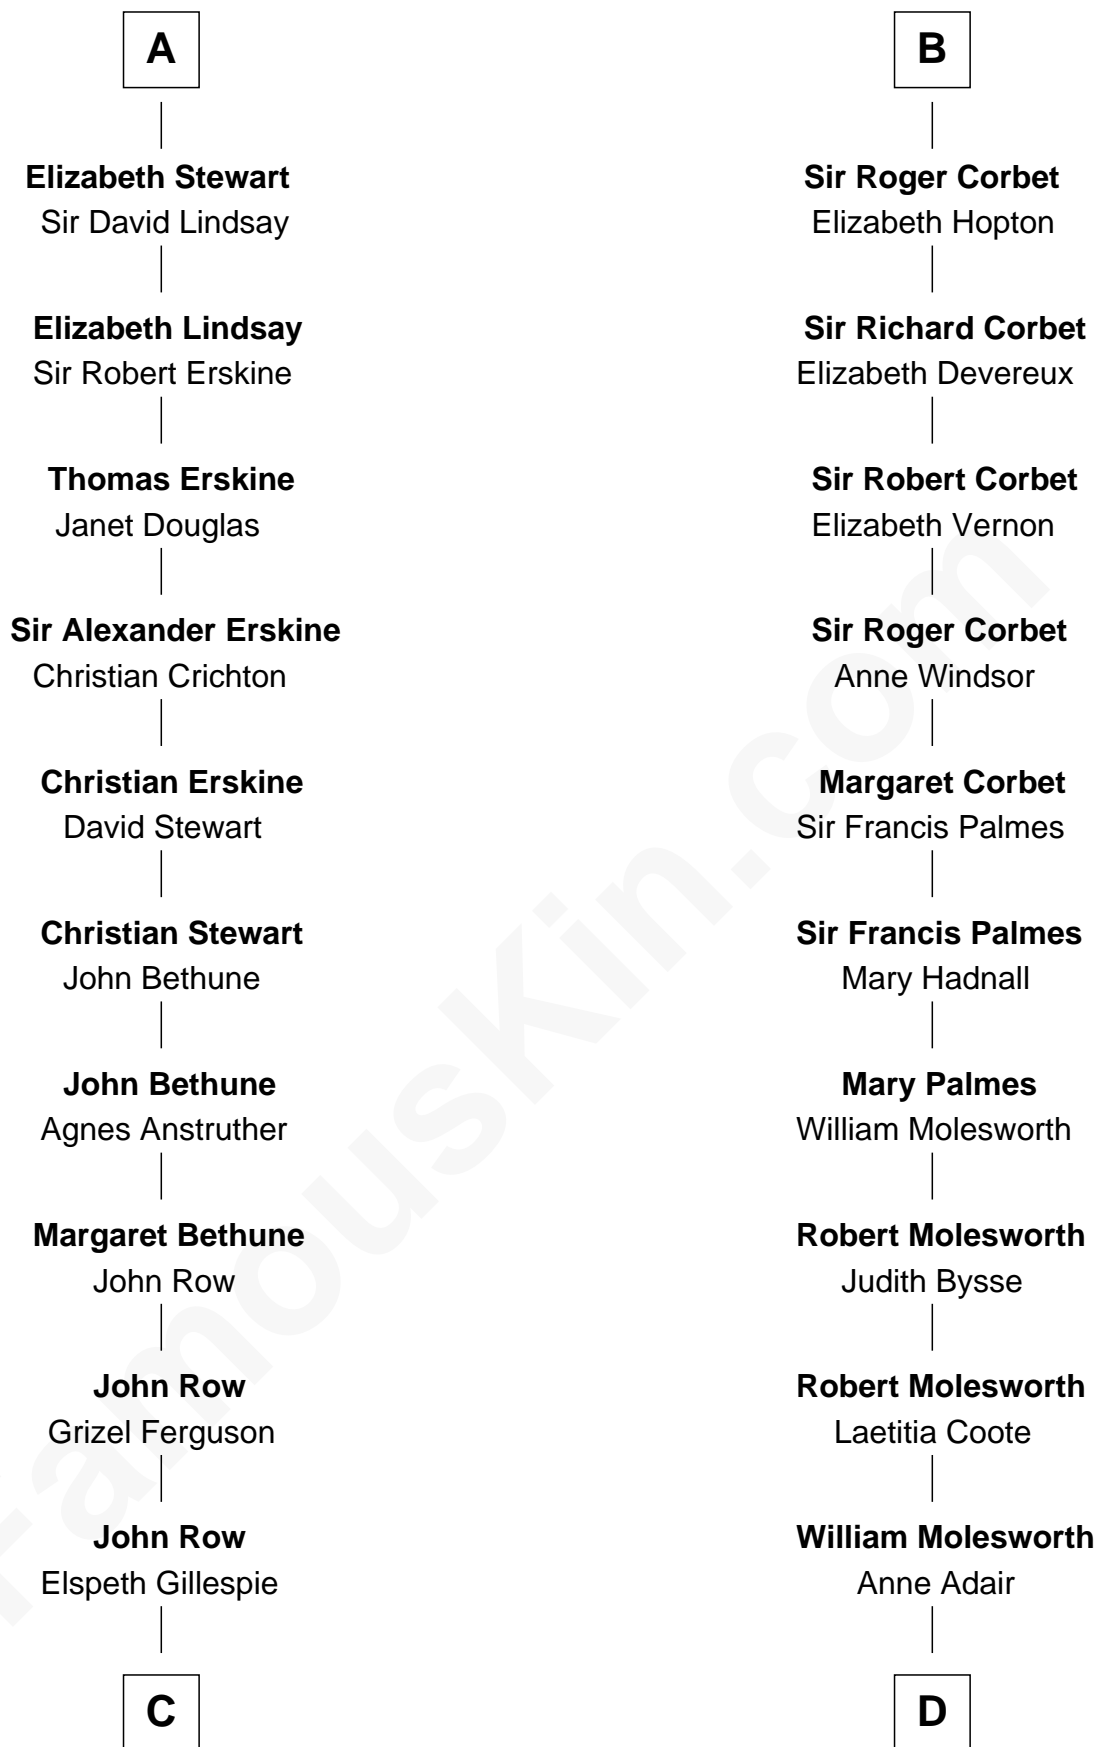 A
Elizabeth Stewart
Sir David Lindsay
Elizabeth Lindsay
Sir Robert Erskine
Thomas Erskine
Janet Douglas
Sir Alexander Erskine
Christian Crichton
Christian Erskine
David Stewart
Christian Stewart
John Bethune
John Bethune
Agnes Anstruther
Margaret Bethune
John Row
John Row
Grizel Ferguson
John Row
Elspeth Gillespie
C
B
Sir Roger Corbet
Elizabeth Hopton
Sir Richard Corbet
Elizabeth Devereux
Sir Robert Corbet
Elizabeth Vernon
Sir Roger Corbet
Anne Windsor
Margaret Corbet
Sir Francis Palmes
Sir Francis Palmes
Mary Hadnall
Mary Palmes
William Molesworth
Robert Molesworth
Judith Bysse
Robert Molesworth
Laetitia Coote
William Molesworth
Anne Adair
D
FamousKin.com